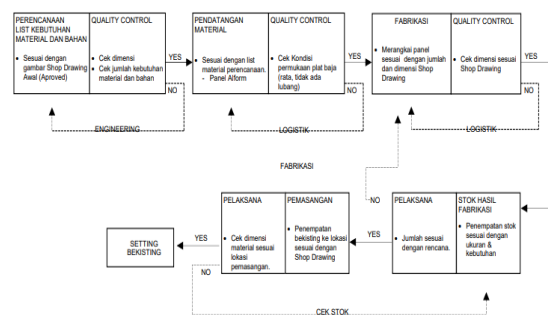 PERENCANAAN
LIST KEBUTUHAN
MATERIAL DAN BAHAN
• Sesuai dengan
gambar Shop Drawing
Awal (Aproved)
QUALITY CONTROL
• Cek dimensi
• Cek jumlah kebutuhan
material dan bahan
YES
NO
ENGINEERING
PENDATANGAN
MATERIAL
• Sesuai dengan list
material perencanaan.
- Panel Alform
QUALITY CONTROL
• Cek Kondisi
permukaan plat baja
(rata, tidak ada
lubang)
YES
NO
LOGISTIK
FABRIKASI
• Merangkai panel
sesuai dengan jumlah
dan dimensi Shop
Drawing
QUALITY CONTROL
• Cek dimensi sesuai
Shop Drawing
YES
NO
LOGISTIK
FABRIKASI
STOK HASIL
FABRIKASI
• Penempatan stok
sesuai dengan
ukuran &
kebutuhan
PELAKSANA
• Jumlah sesuai
dengan rencana.
NO
YES
PEMASANGAN
• Penempatan
bekisting ke lokasi
sesuai dengan
Shop Drawing
PELAKSANA
• Cek dimensi
material sesuai
lokasi
pemasangan.
YES
NO
SETTING
BEKISTING
CEK STOK